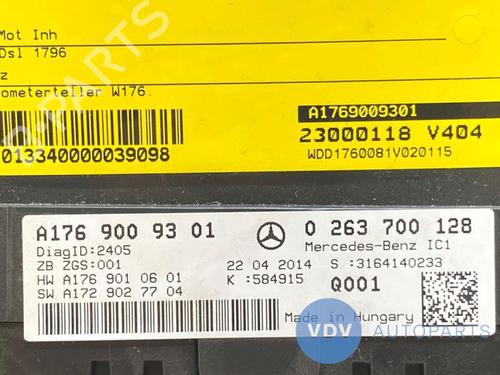 Mot Inh
Dsl 1796
z
ometerteller W176.
A1769009301
013340000039098
23000118 V404
WDD1760081V020115
A176 900 93 01
0 263 700 128
DiagID:2405
Mercedes-Benz IC1
ZB ZGS:001
22 04 2014 S :3164140233
HW A176 901 06 01
K :584915
Q001
SW A172 902 77 04
Made in Hungary
VDV AUTOPARTS